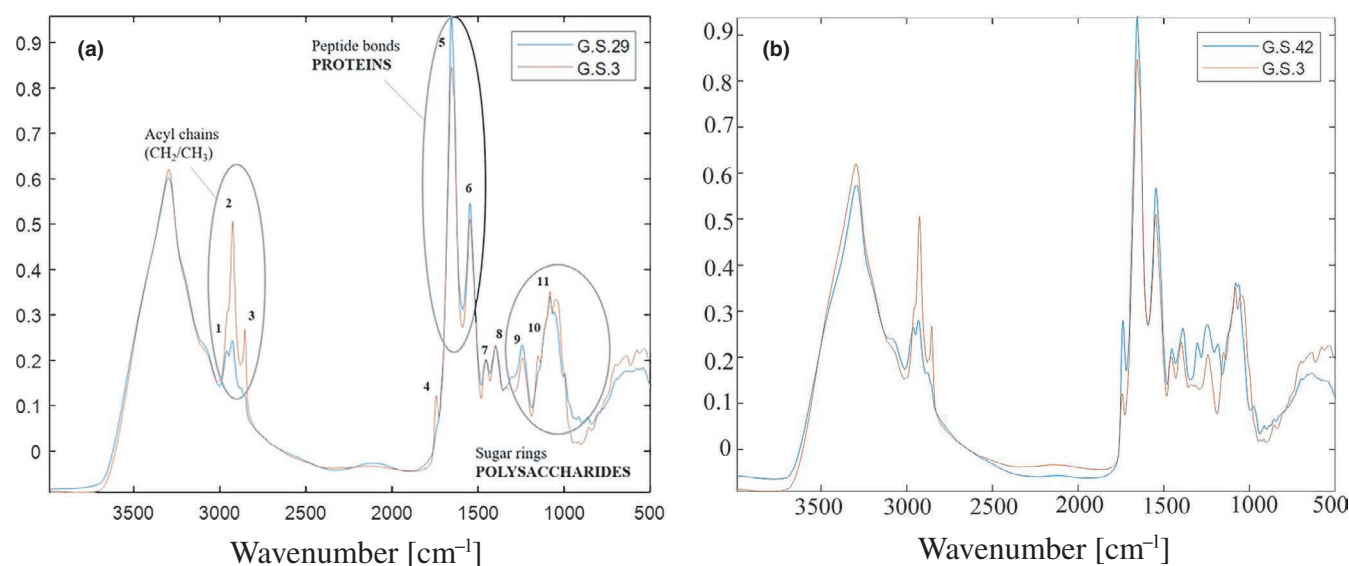 (a)
G.S.29
G.S.3
Peptide bonds
PROTEINS
Acyl chains
(CH₂/CH₃)
1
2
3
4
5
6
7
8
9
10
11
Sugar rings
POLYSACCHARIDES
0.9
0.8
0.7
0.6
0.5
0.4
0.3
0.2
0.1
0
3500 3000 2500 2000 1500 1000 500
Wavenumber [cm⁻¹]
(b)
G.S.42
G.S.3
0.9
0.8
0.7
0.6
0.5
0.4
0.3
0.2
0.1
0
3500 3000 2500 2000 1500 1000 500
Wavenumber [cm⁻¹]